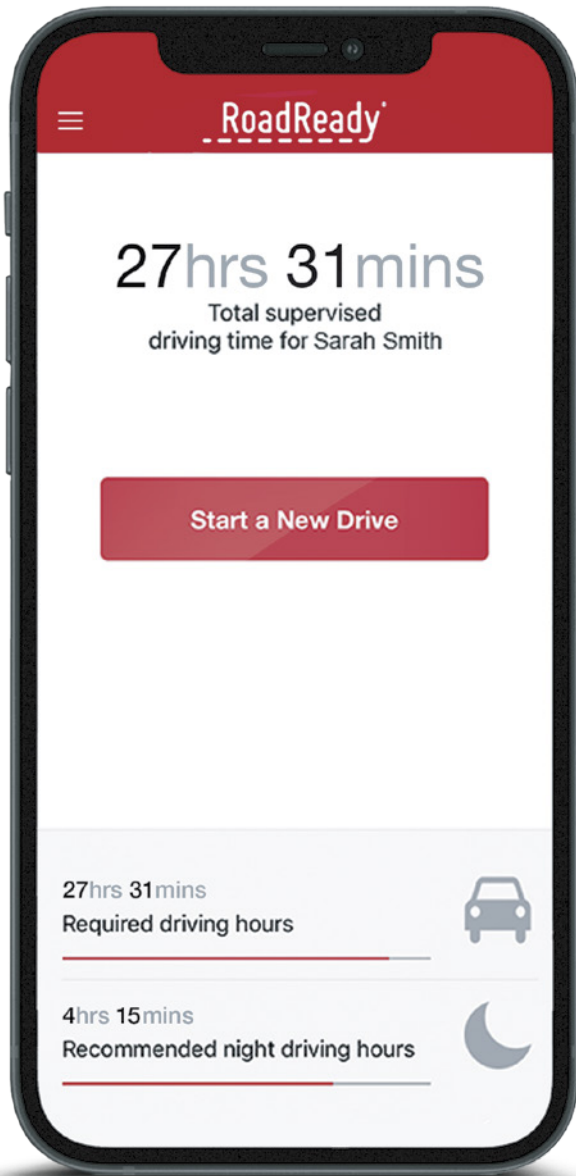 RoadReady®
27hrs 31mins
Total supervised
driving time for Sarah Smith
Start a New Drive
27hrs 31mins
Required driving hours
4hrs 15mins
Recommended night driving hours